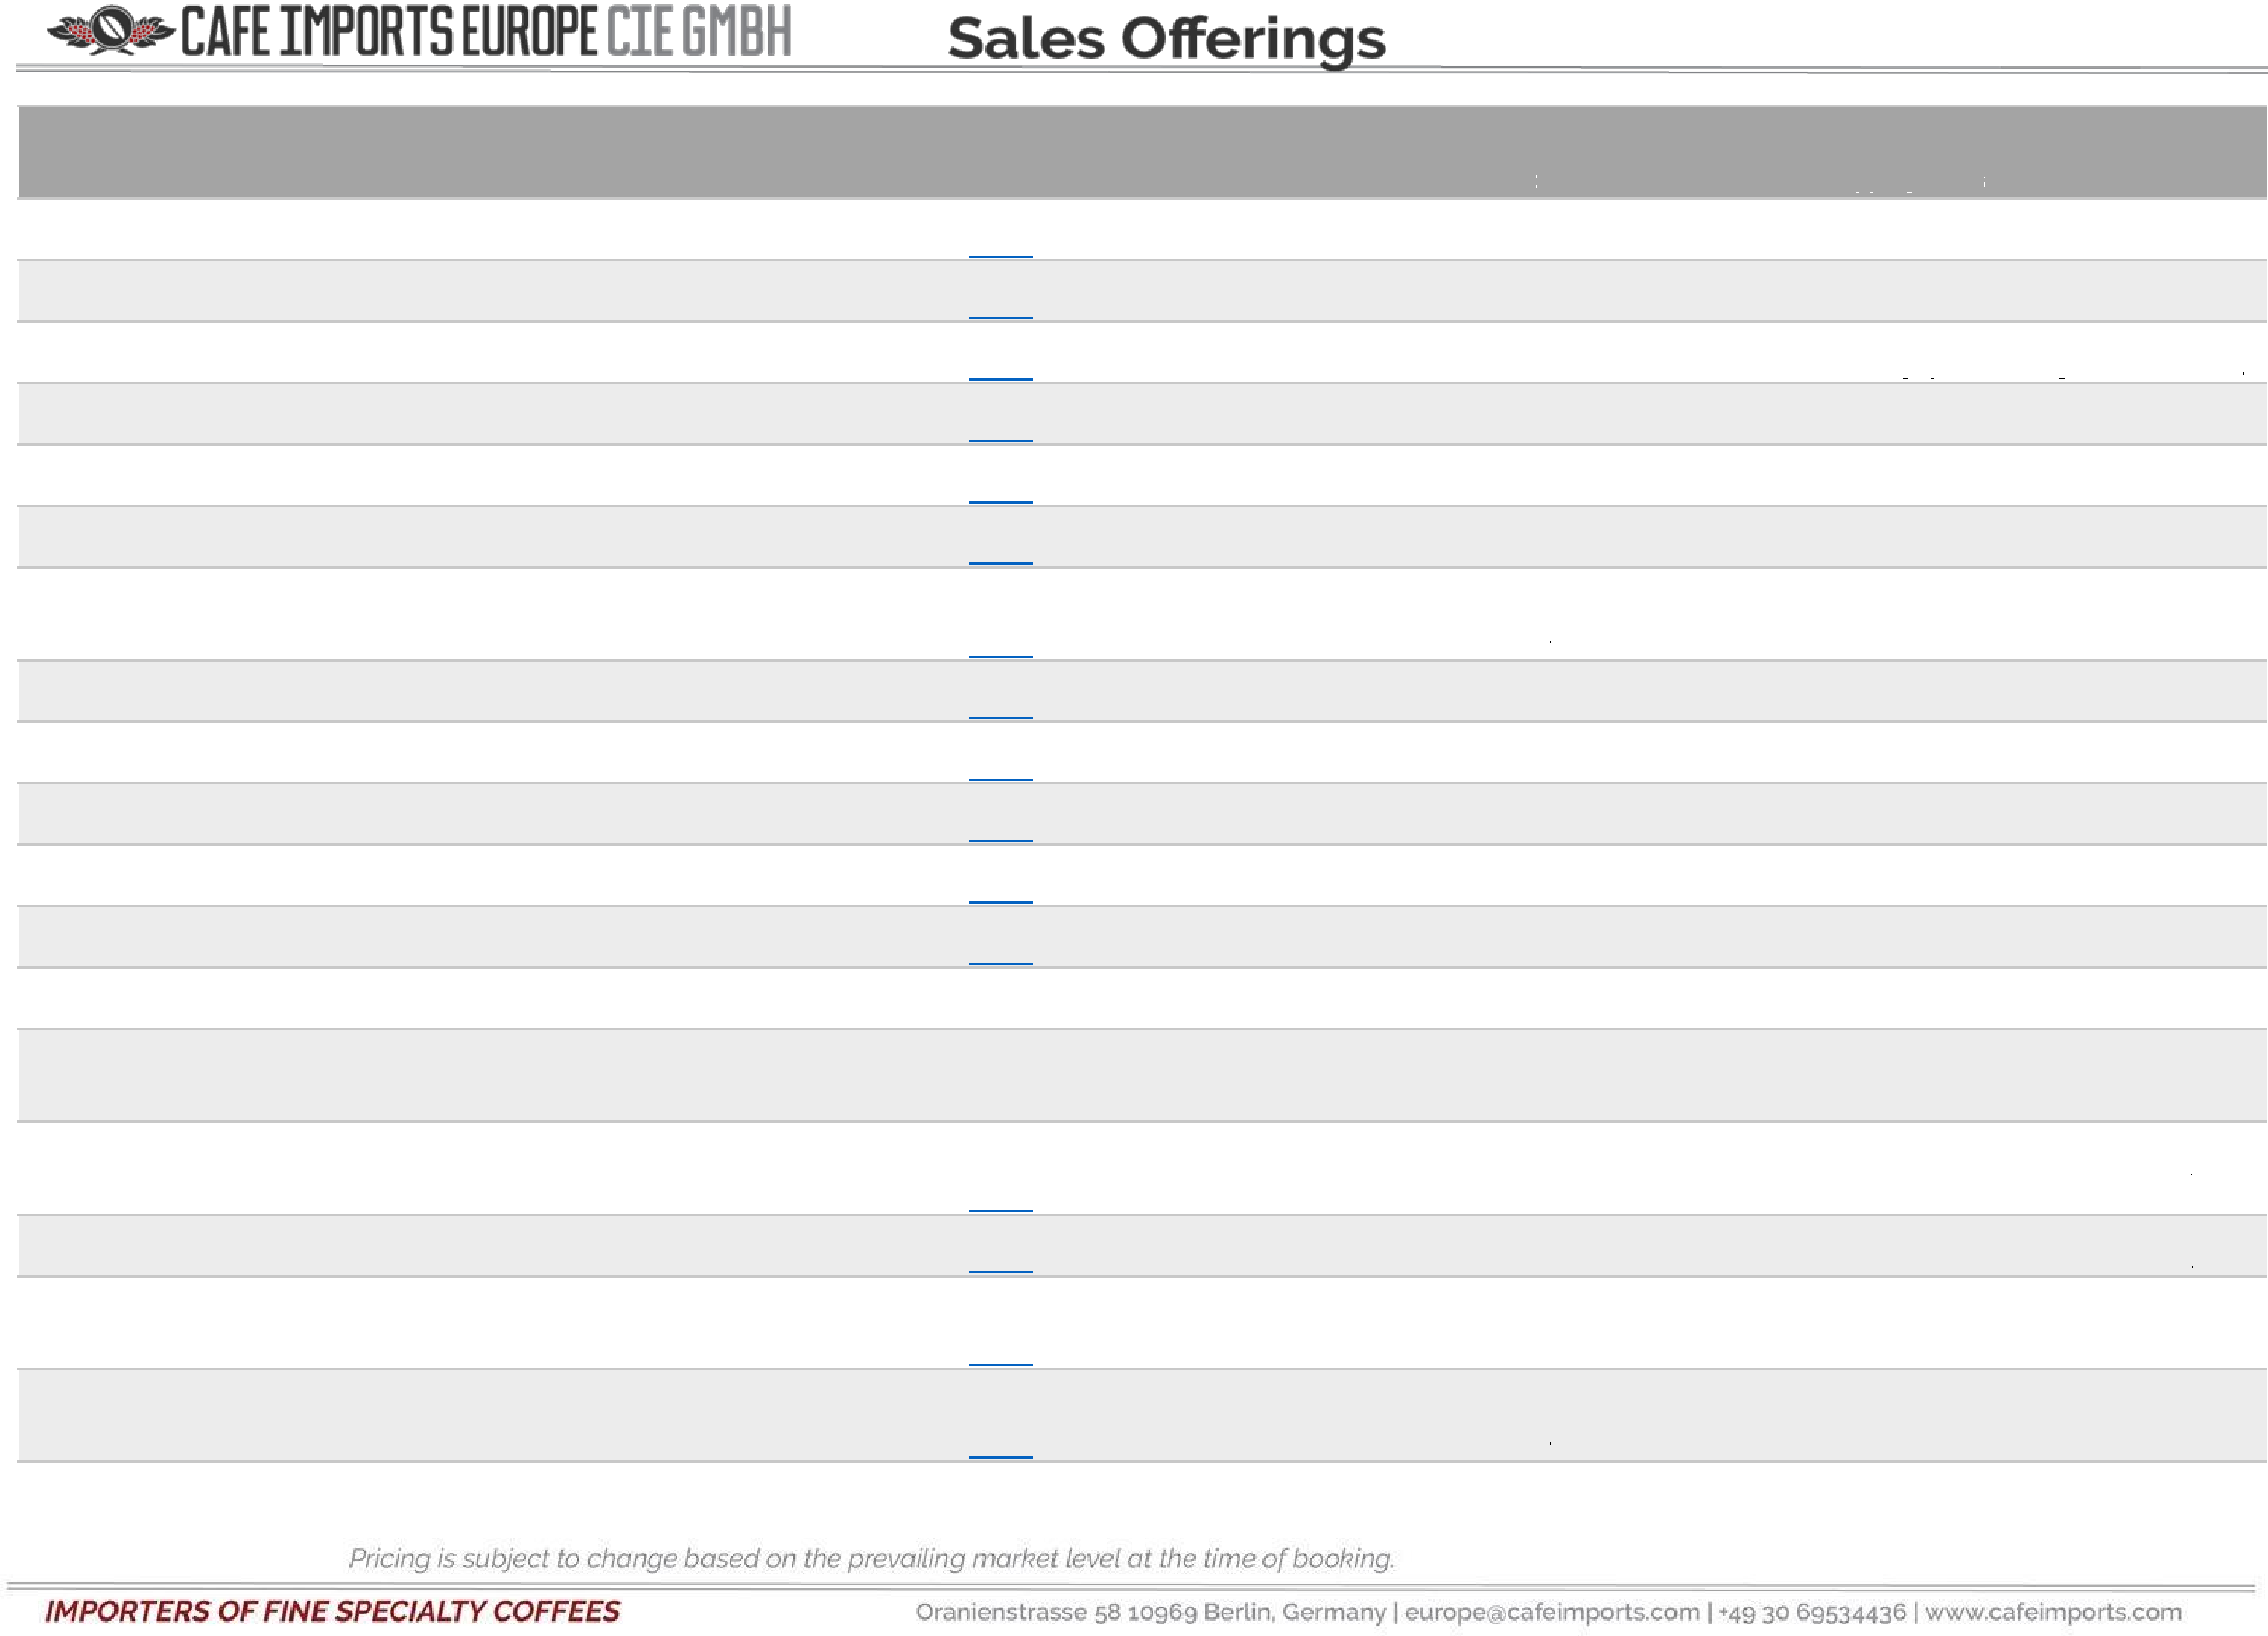 CAFE IMPORTS EUROPE CIE GMBH
Sales Offerings
Pricing is subject to change based on the prevailing market level at the time of booking.
IMPORTERS OF FINE SPECIALTY COFFEES
Oranienstrasse 58 10969 Berlin, Germany | europe@cafeimports.com | +49 30 69534436 | www.cafeimports.com